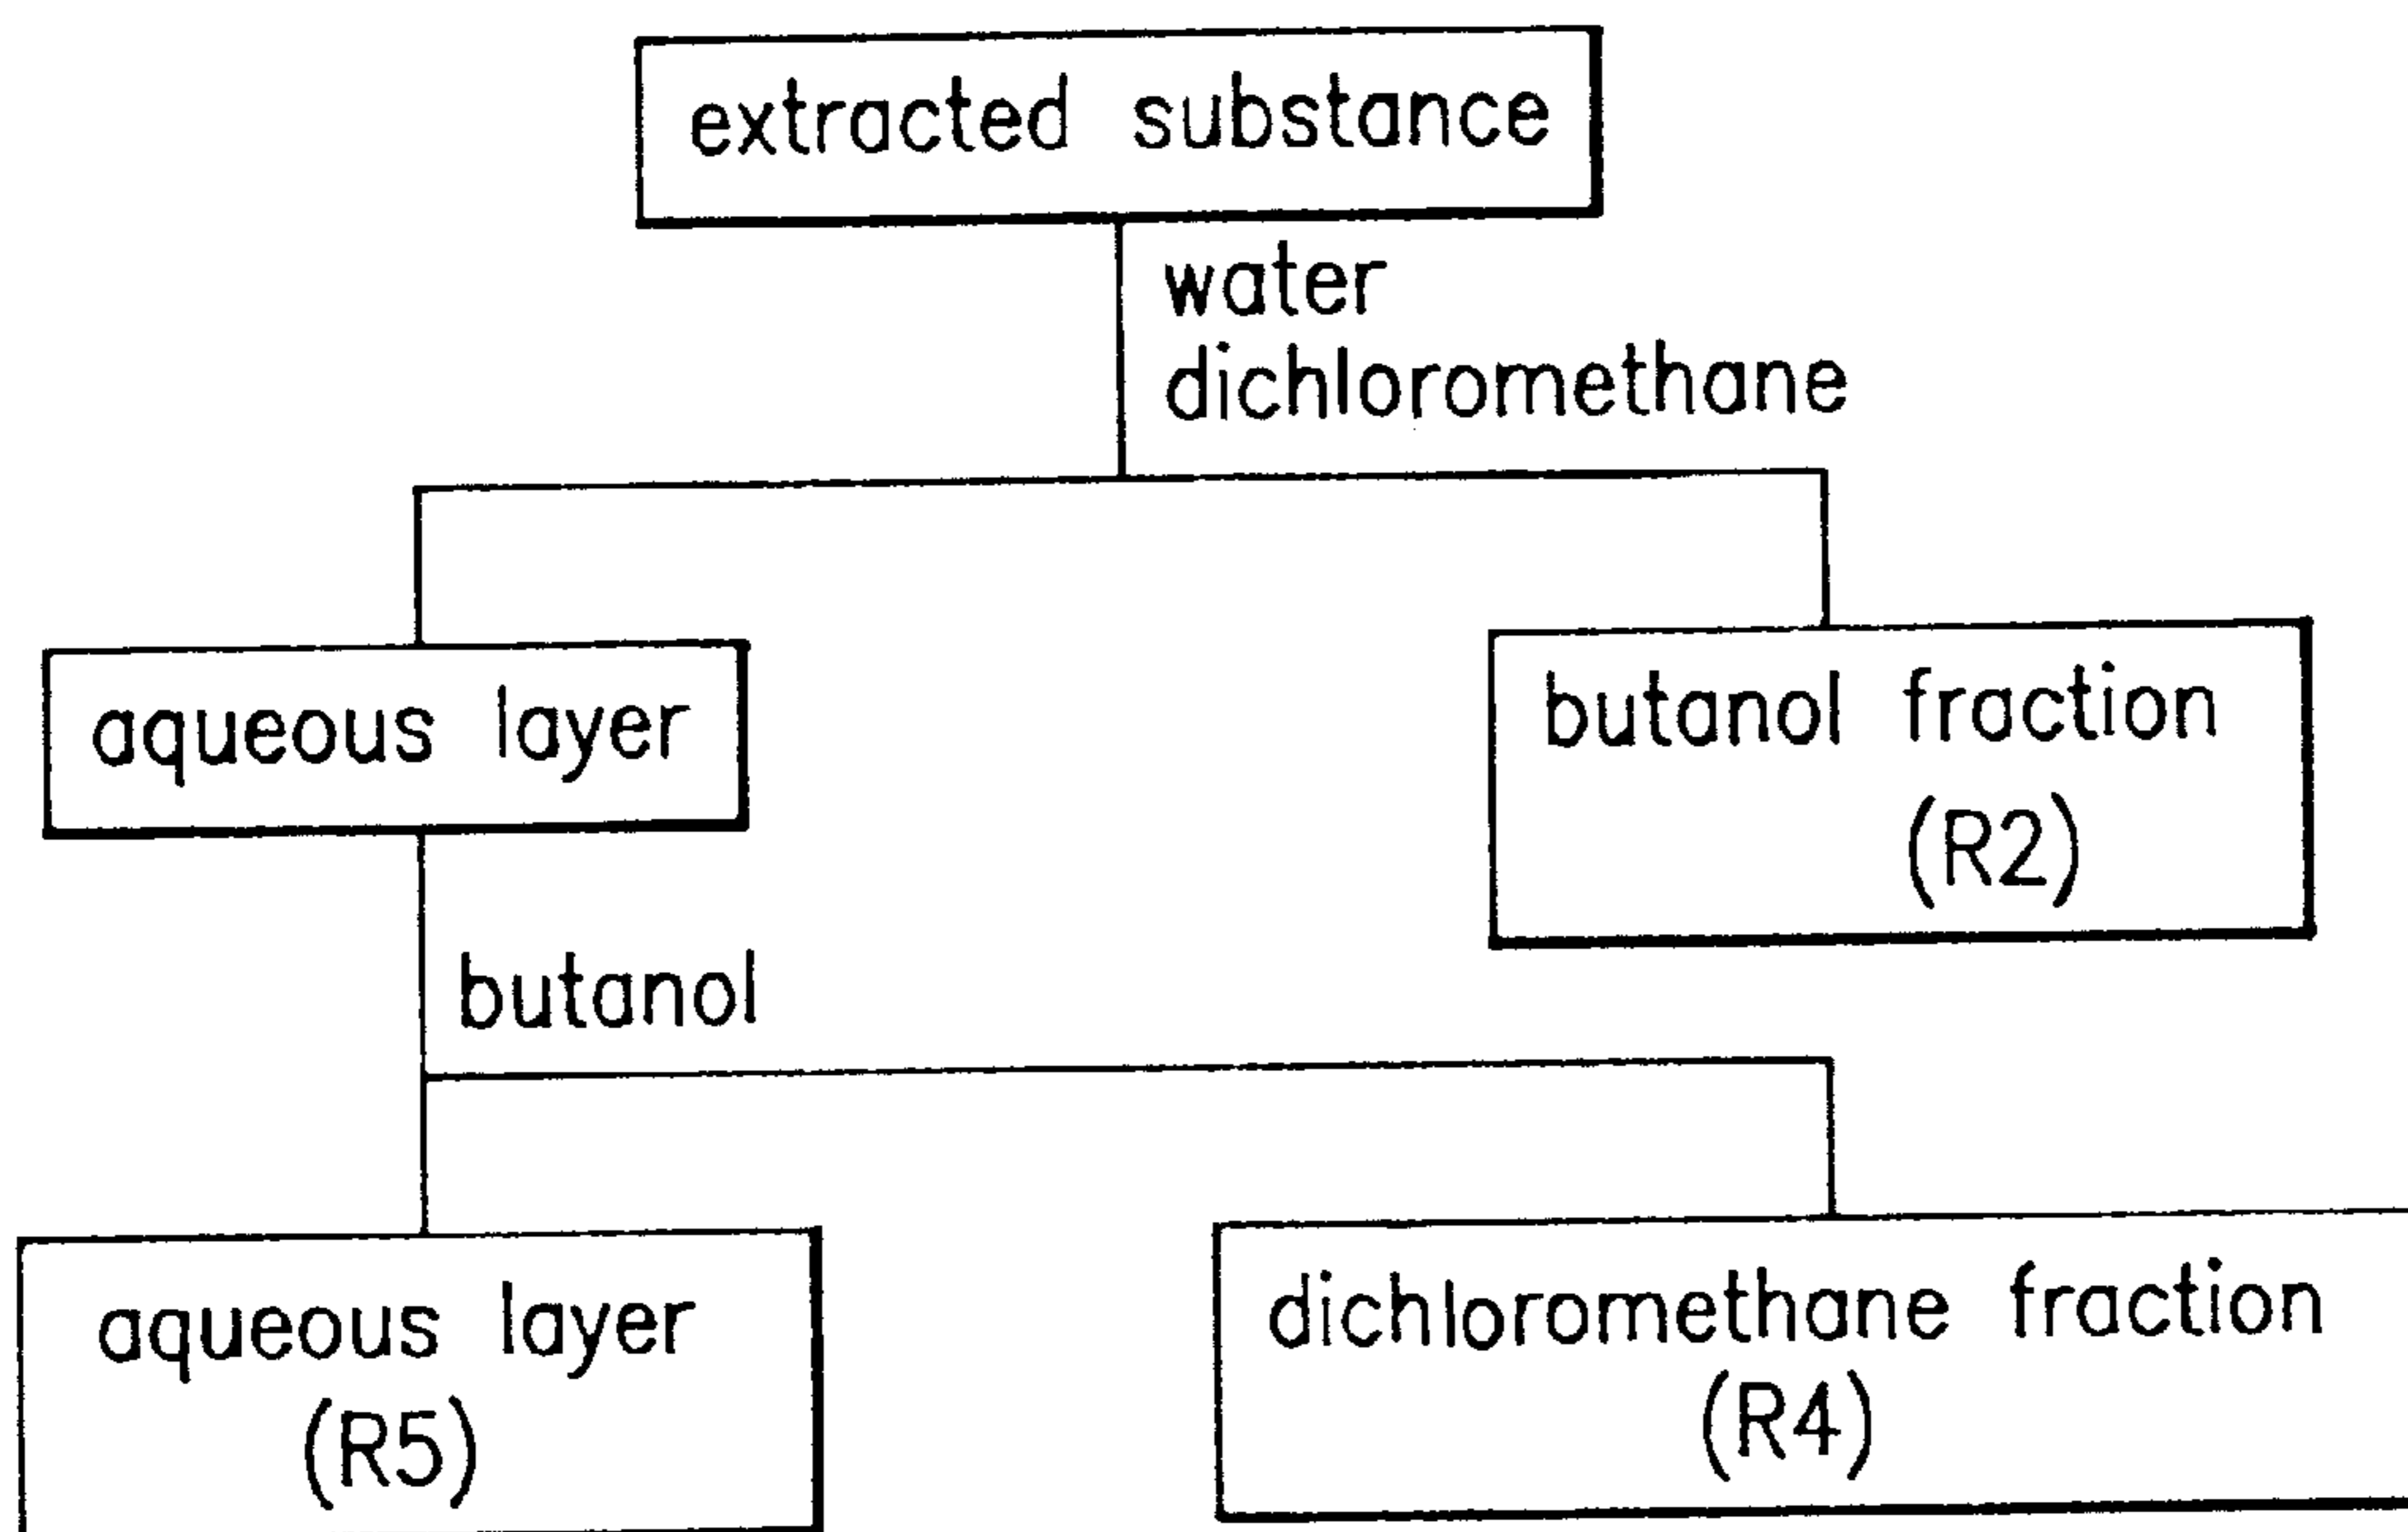 extracted substance
water
dichloromethane
aqueous layer
butanol fraction
(R2)
butanol
aqueous layer
(R5)
dichloromethane fraction
(R4)